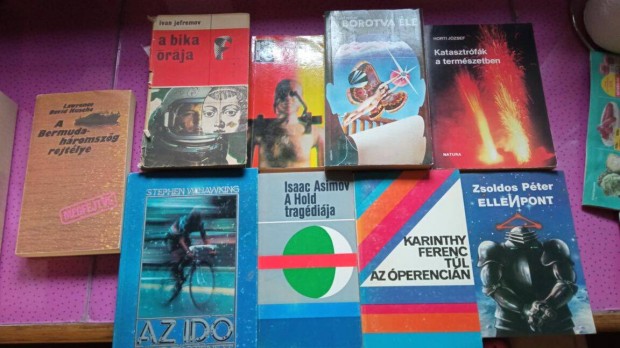 Lawrence
David Kusche
A
Bermuda-
háromszög
rejtélye
MEGFEJTVE
Ivan Jefremov
a bika
órája
A BOROTVA ÉLE
HORTI JÓZSEF
Katasztrófák
a természetben
NATURA
STEPHEN W. HAWKING
AZ IDŐ
Isaac Asimov
A Hold
tragédiája
KARINTHY
FERENC
TÚL
AZ ÓPERENCIÁN
Zsoldos Péter
ELLENPONT